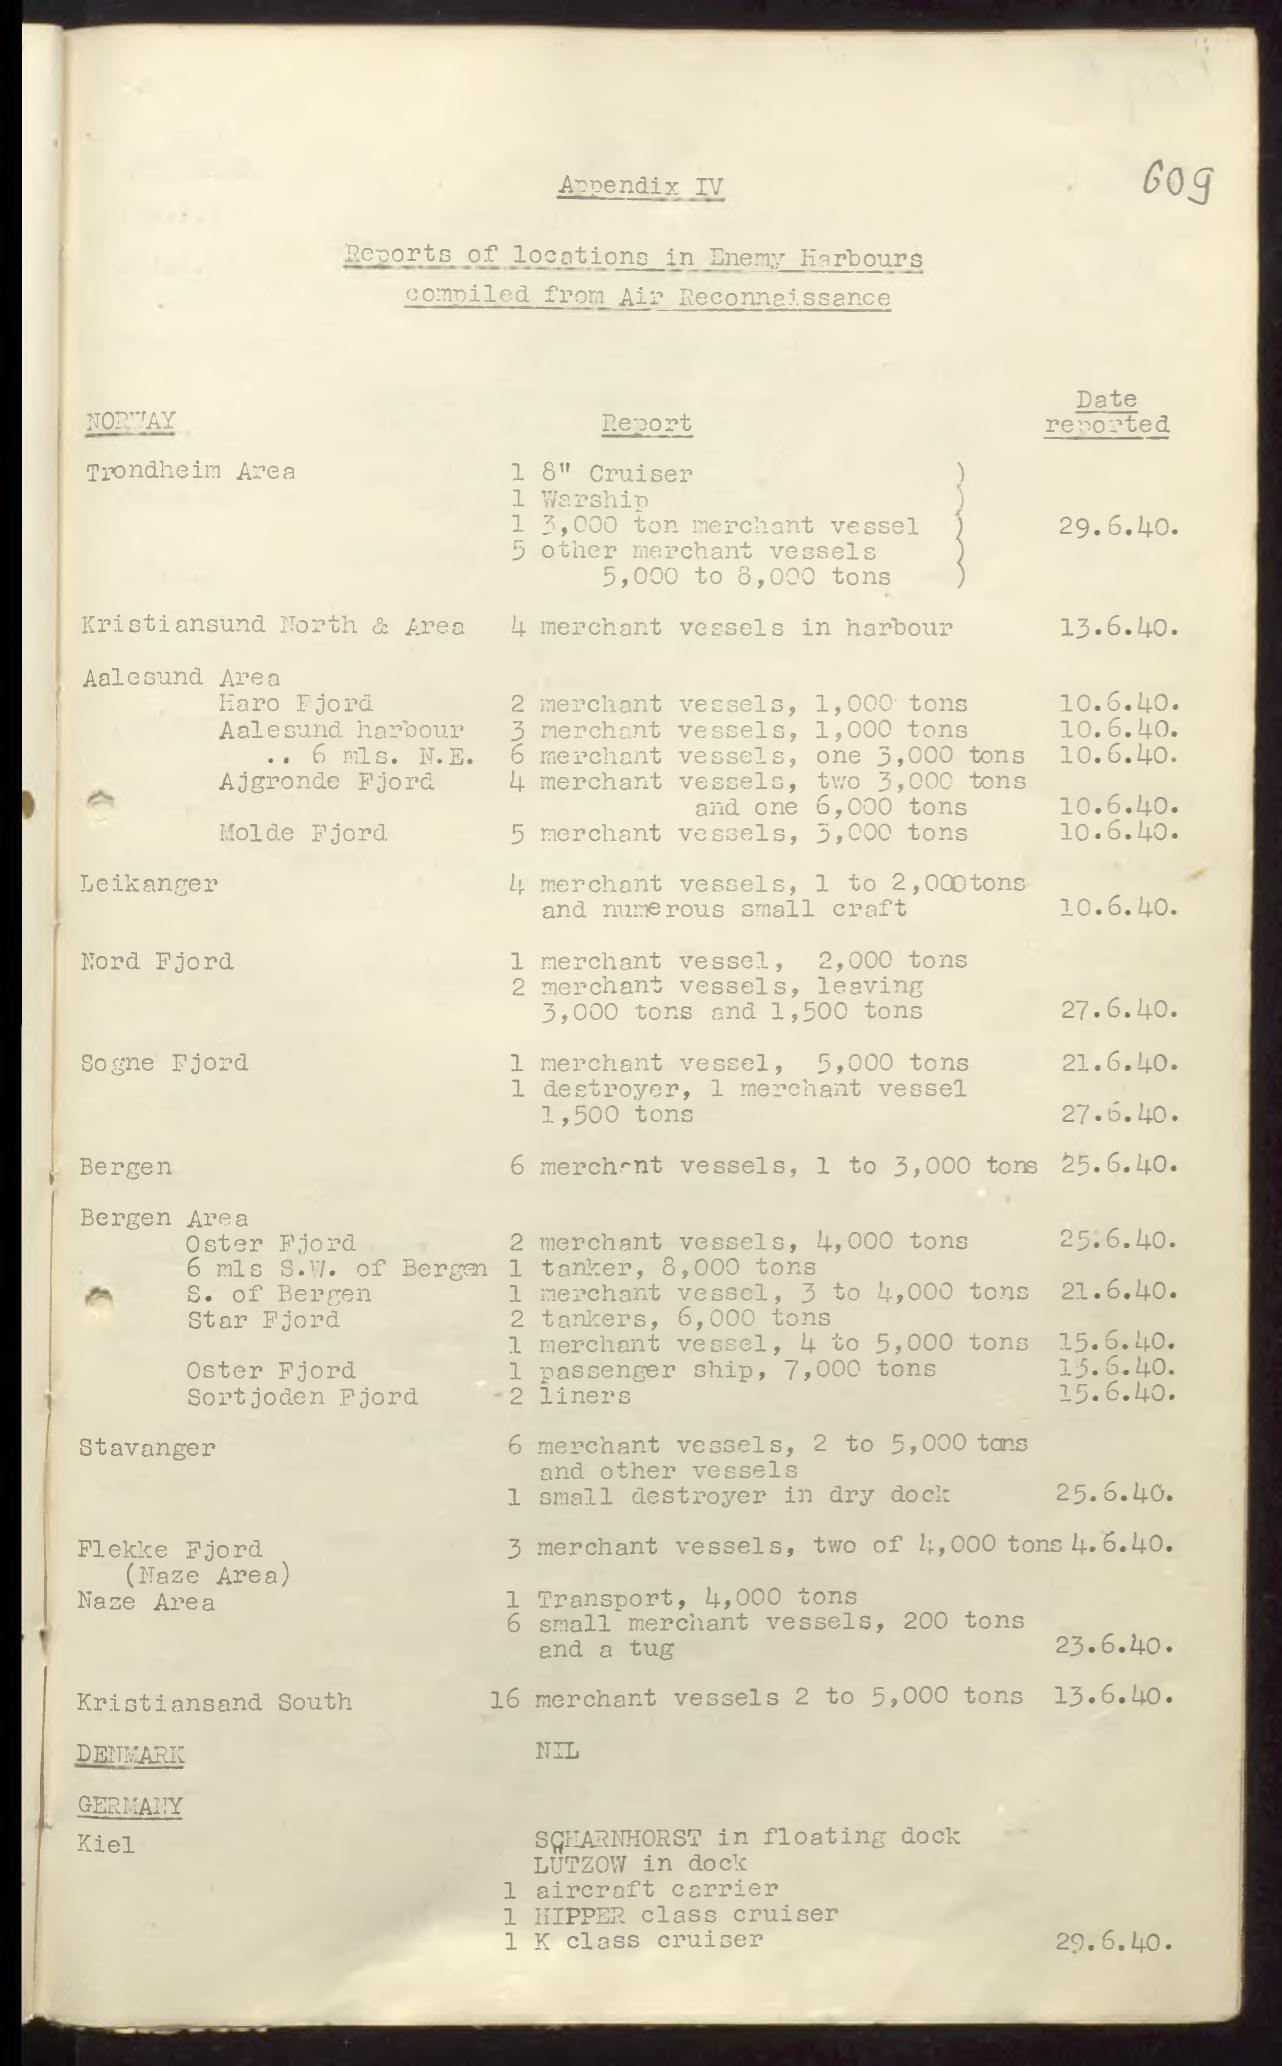 609
Appendix IV
Reports of locations in Enemy Harbours
compiled from Air Reconnaissance
NORWAY Report Date reported
Trondheim Area 1 8" Cruiser )
1 Warship )
1 3,000 ton merchant vessel ) 29.6.40.
5 other merchant vessels )
5,000 to 8,000 tons )
Kristiansund North & Area 4 merchant vessels in harbour 13.6.40.
Aalesund Area
Haro Fjord 2 merchant vessels, 1,000 tons 10.6.40.
Aalesund harbour 3 merchant vessels, 1,000 tons 10.6.40.
.. 6 mls. N.E. 6 merchant vessels, one 3,000 tons 10.6.40.
Ajgronde Fjord 4 merchant vessels, two 3,000 tons
and one 6,000 tons 10.6.40.
Molde Fjord 5 merchant vessels, 3,000 tons 10.6.40.
Leikanger 4 merchant vessels, 1 to 2,000 tons
and numerous small craft 10.6.40.
Nord Fjord 1 merchant vessel, 2,000 tons
2 merchant vessels, leaving
3,000 tons and 1,500 tons 27.6.40.
Sogne Fjord 1 merchant vessel, 5,000 tons 21.6.40.
1 destroyer, 1 merchant vessel
1,500 tons 27.6.40.
Bergen 6 merchant vessels, 1 to 3,000 tons 25.6.40.
Bergen Area
Oster Fjord 2 merchant vessels, 4,000 tons 25.6.40.
6 mls S.W. of Bergen 1 tanker, 8,000 tons
S. of Bergen 1 merchant vessel, 3 to 4,000 tons 21.6.40.
Star Fjord 2 tankers, 6,000 tons
1 merchant vessel, 4 to 5,000 tons 15.6.40.
Oster Fjord 1 passenger ship, 7,000 tons 15.6.40.
Sortjoden Fjord 2 liners 15.6.40.
Stavanger 6 merchant vessels, 2 to 5,000 tons
and other vessels
1 small destroyer in dry dock 25.6.40.
Flekke Fjord 3 merchant vessels, two of 4,000 tons 4.6.40.
(Naze Area)
Naze Area 1 Transport, 4,000 tons
6 small merchant vessels, 200 tons
and a tug 23.6.40.
Kristiansand South 16 merchant vessels 2 to 5,000 tons 13.6.40.
DENMARK NIL
GERMANY
Kiel SCHARNHORST in floating dock
LÜTZOW in dock
1 aircraft carrier
1 HIPPER class cruiser
1 K class cruiser 29.6.40.